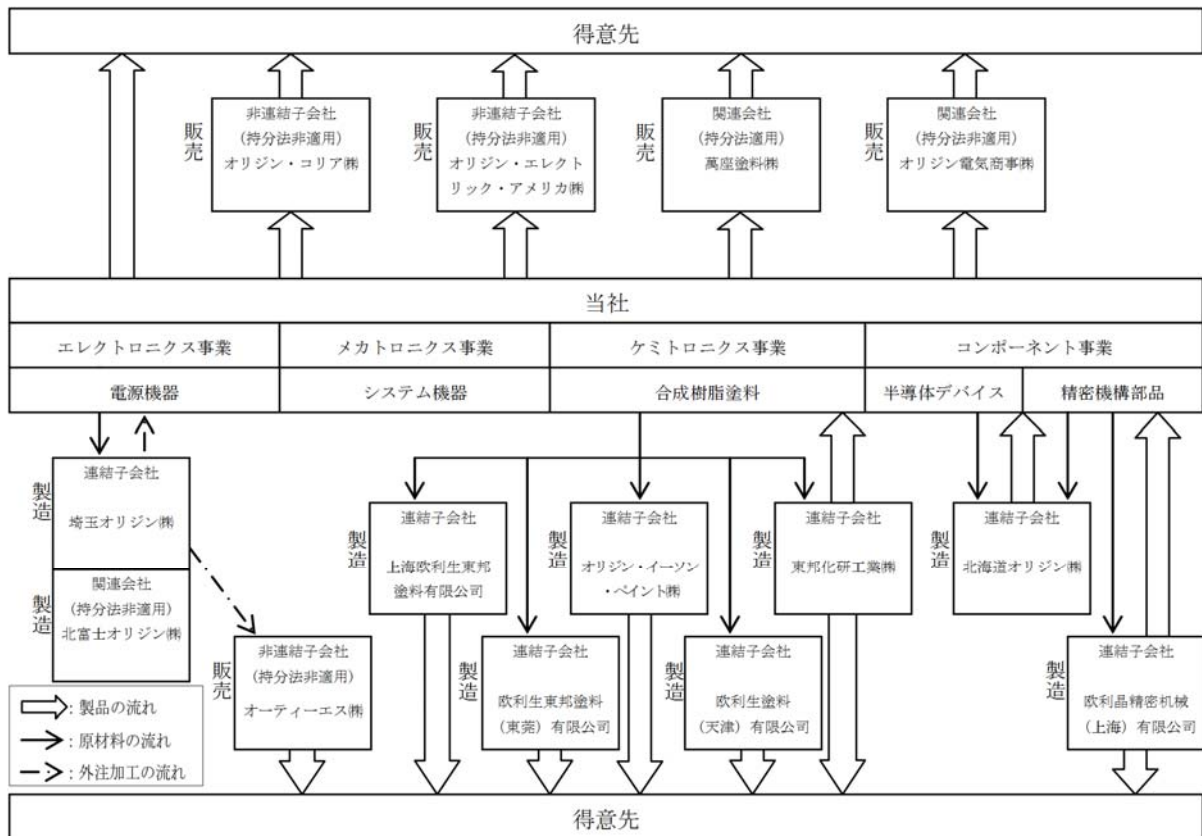 得意先
販売
非連結子会社
(持分法非適用)
オリジン・コリア㈱
販売
非連結子会社
(持分法非適用)
オリジン・エレクト
リック・アメリカ㈱
販売
関連会社
(持分法適用)
萬座塗料㈱
販売
関連会社
(持分法非適用)
オリジン電気商事㈱
当社
エレクトロニクス事業
メカトロニクス事業
ケミトロニクス事業
コンポーネント事業
電源機器
システム機器
合成樹脂塗料
半導体デバイス
精密機構部品
製造
連結子会社
埼玉オリジン㈱
製造
関連会社
(持分法非適用)
北富士オリジン㈱
販売
非連結子会社
(持分法非適用)
オーティーエス㈱
製造
連結子会社
上海欧利生東邦
塗料有限公司
製造
連結子会社
オリジン・イーソン
・ペイント㈱
製造
連結子会社
東邦化研工業㈱
製造
連結子会社
北海道オリジン㈱
製造
連結子会社
欧利生東邦塗料
(東莞)有限公司
製造
連結子会社
欧利生塗料
(天津)有限公司
製造
連結子会社
欧利晶精密机械
(上海)有限公司
:製品の流れ
:原材料の流れ
:外注加工の流れ
得意先